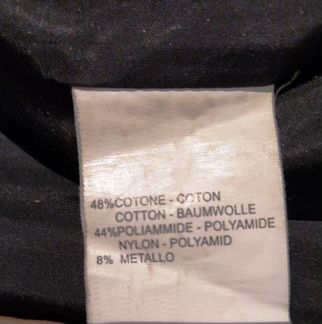 48%COTONE - COTON
COTTON - BAUMWOLLE
44%POLIAMMIDE - POLYAMIDE
NYLON - POLYAMID
8% METALLO